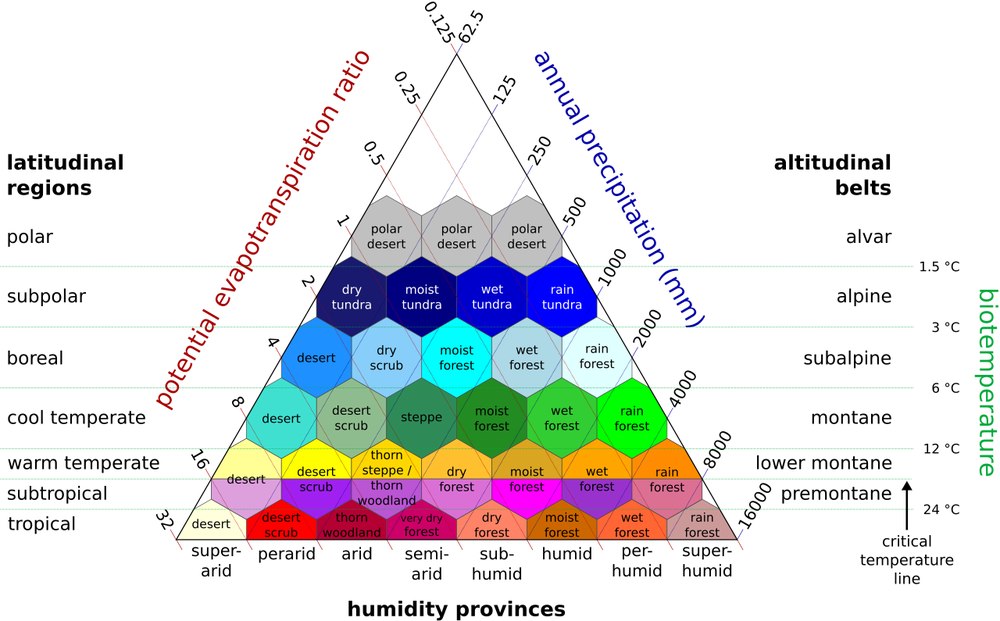 0.125
62.5
0.25
125
potential evapotranspiration ratio
annual precipitation (mm)
0.5
250
latitudinal
regions
altitudinal
belts
1
500
polar
polar
desert
polar
desert
polar
desert
alvar
1.5 °C
2
1000
subpolar
dry
tundra
moist
tundra
wet
tundra
rain
tundra
alpine
biotemperature
3 °C
4
2000
boreal
desert
dry
scrub
moist
forest
wet
forest
rain
forest
subalpine
6 °C
8
4000
cool temperate
desert
desert
scrub
steppe
moist
forest
wet
forest
rain
forest
montane
12 °C
16
8000
warm temperate
subtropical
desert
desert
scrub
thorn
steppe /
thorn
woodland
dry
forest
moist
forest
wet
forest
rain
forest
lower montane
premontane
24 °C
32
16000
tropical
desert
desert
scrub
thorn
woodland
very dry
forest
dry
forest
moist
forest
wet
forest
rain
forest
critical
temperature
line
super-
arid
perarid
arid
semi-
arid
sub-
humid
humid
per-
humid
super-
humid
humidity provinces